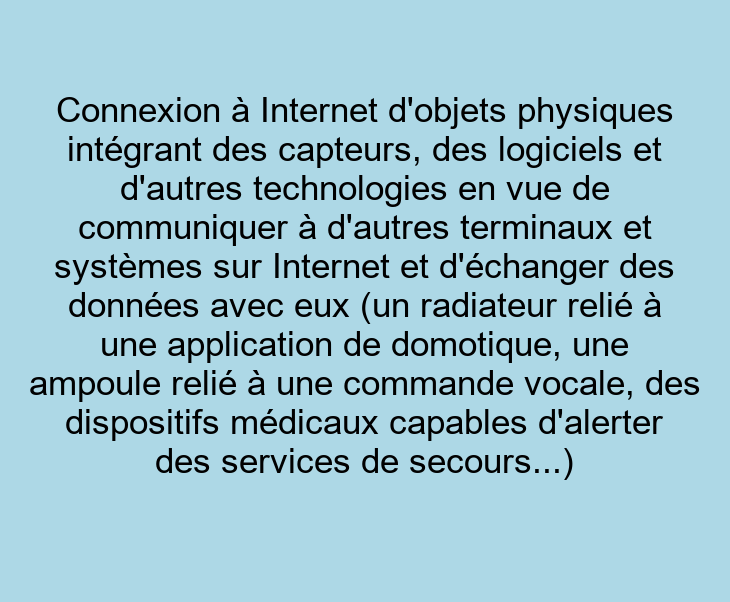 Connexion à Internet d'objets physiques
intégrant des capteurs, des logiciels et
d'autres technologies en vue de
communiquer à d'autres terminaux et
systèmes sur Internet et d'échanger des
données avec eux (un radiateur relié à
une application de domotique, une
ampoule relié à une commande vocale, des
dispositifs médicaux capables d'alerter
des services de secours...)